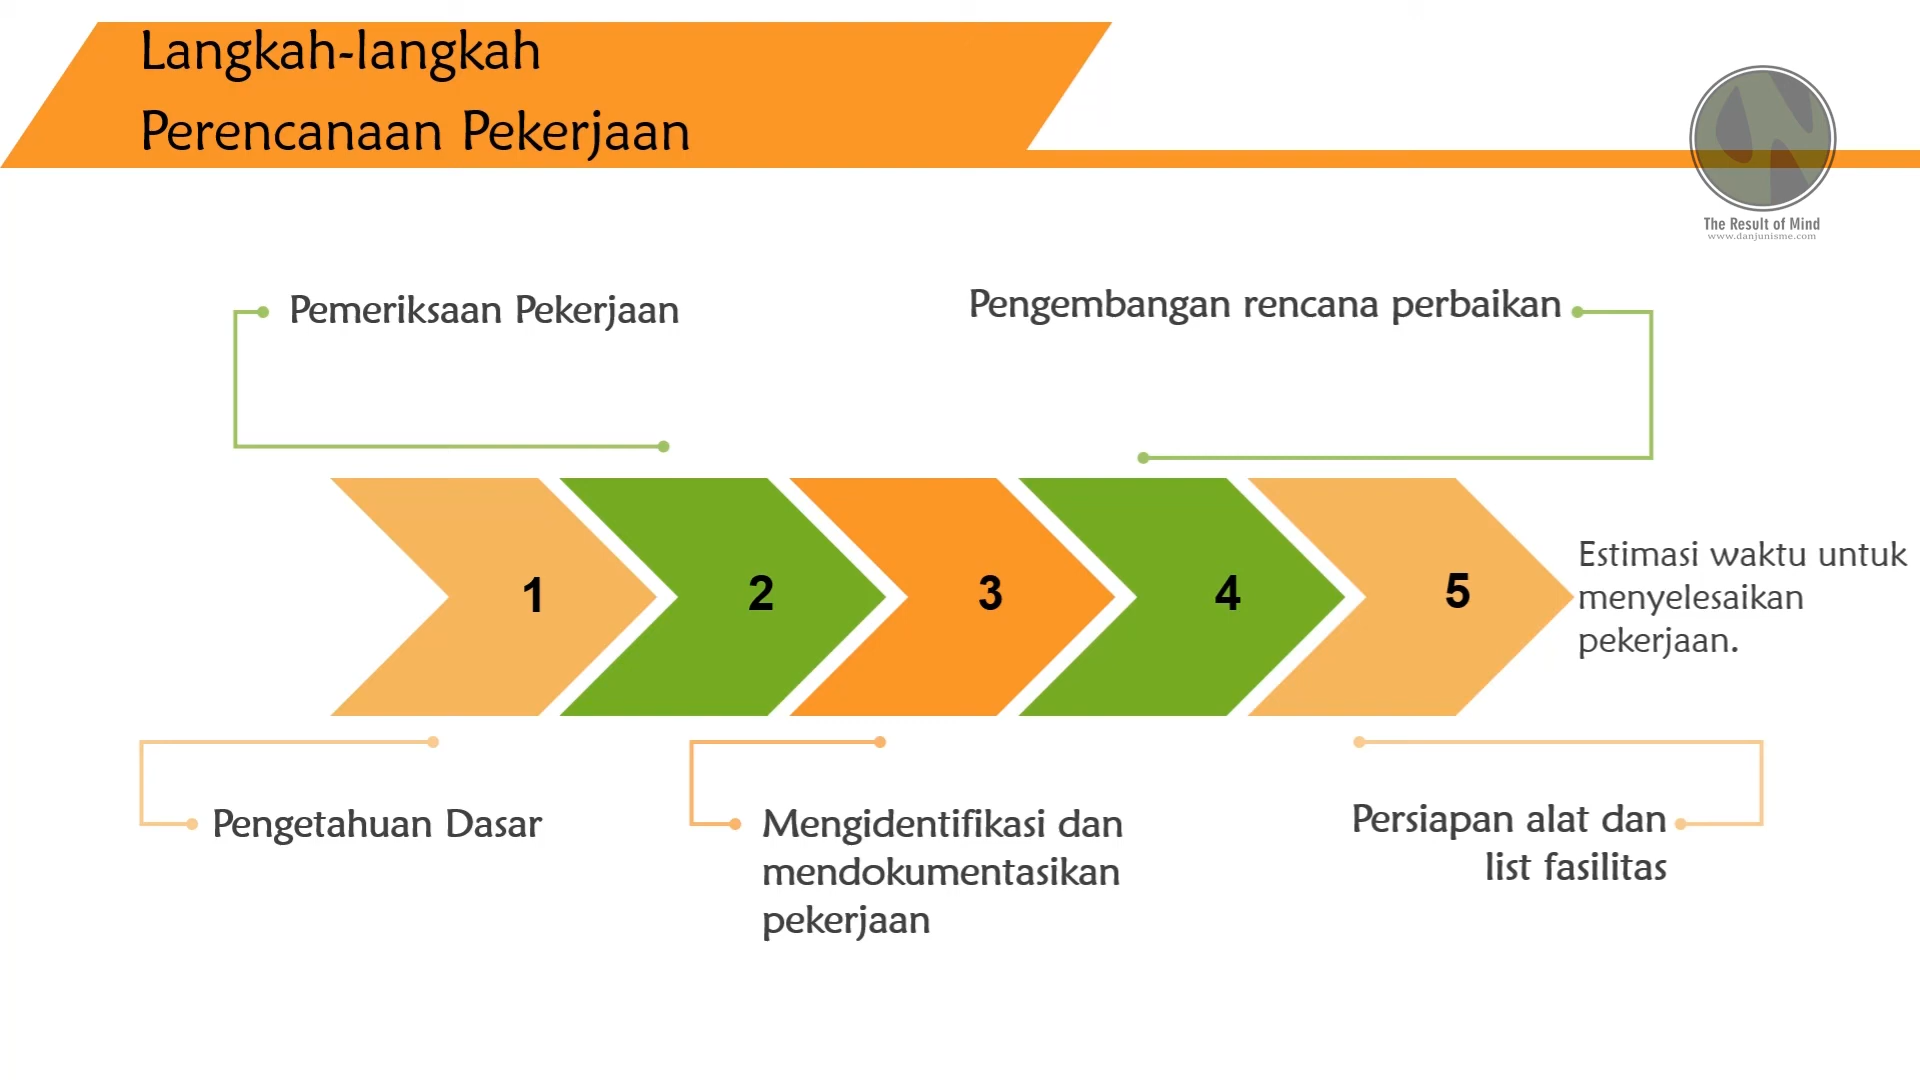 Langkah-langkah
Perencanaan Pekerjaan
The Result of Mind
www.danjunisme.com
Pemeriksaan Pekerjaan
Pengembangan rencana perbaikan
1
2
3
4
5
Estimasi waktu untuk
menyelesaikan
pekerjaan.
Pengetahuan Dasar
Mengidentifikasi dan
mendokumentasikan
pekerjaan
Persiapan alat dan
list fasilitas